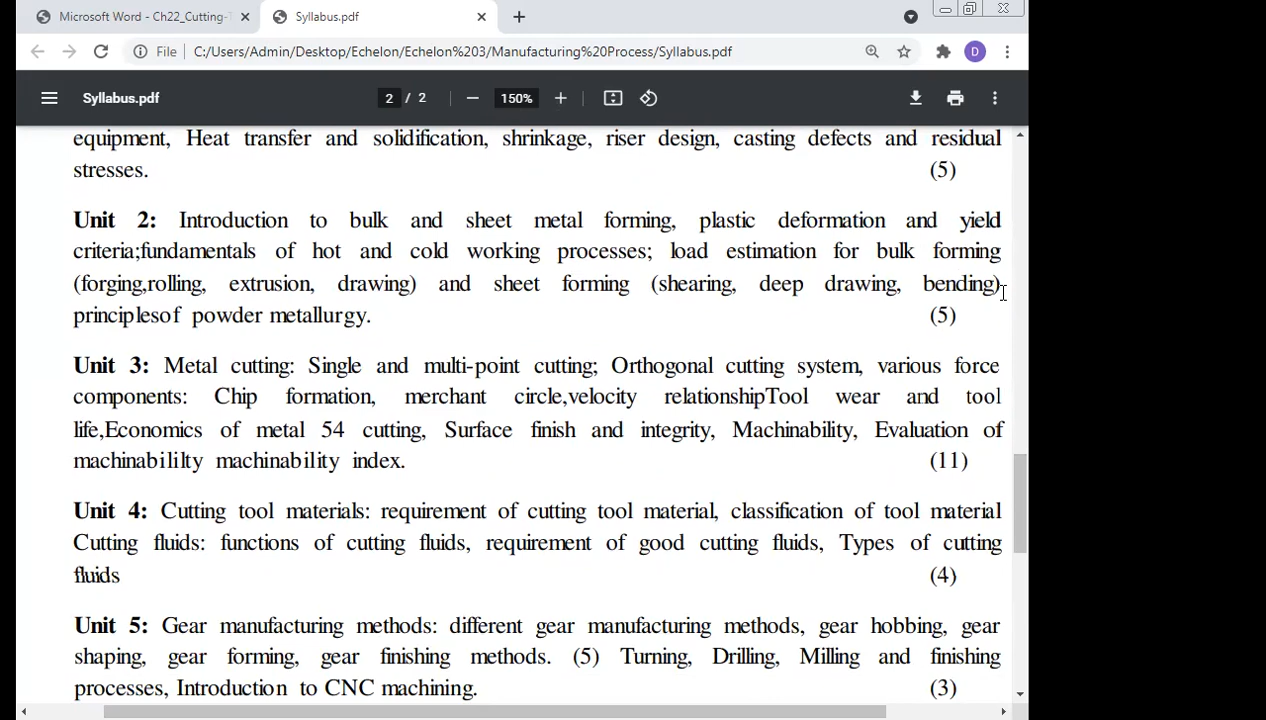 Microsoft Word - Ch22_Cutting-T
Syllabus.pdf
File C:/Users/Admin/Desktop/Echelon/Echelon%203/Manufacturing%20Process/Syllabus.pdf
D
Syllabus.pdf
2 / 2
150%
equipment, Heat transfer and solidification, shrinkage, riser design, casting defects and residual
stresses. (5)
Unit 2: Introduction to bulk and sheet metal forming, plastic deformation and yield
criteria;fundamentals of hot and cold working processes; load estimation for bulk forming
(forging,rolling, extrusion, drawing) and sheet forming (shearing, deep drawing, bending)
principlesof powder metallurgy. (5)
Unit 3: Metal cutting: Single and multi-point cutting; Orthogonal cutting system, various force
components: Chip formation, merchant circle,velocity relationshipTool wear and tool
life,Economics of metal 54 cutting, Surface finish and integrity, Machinability, Evaluation of
machinabililty machinability index. (11)
Unit 4: Cutting tool materials: requirement of cutting tool material, classification of tool material
Cutting fluids: functions of cutting fluids, requirement of good cutting fluids, Types of cutting
fluids (4)
Unit 5: Gear manufacturing methods: different gear manufacturing methods, gear hobbing, gear
shaping, gear forming, gear finishing methods. (5) Turning, Drilling, Milling and finishing
processes, Introduction to CNC machining. (3)